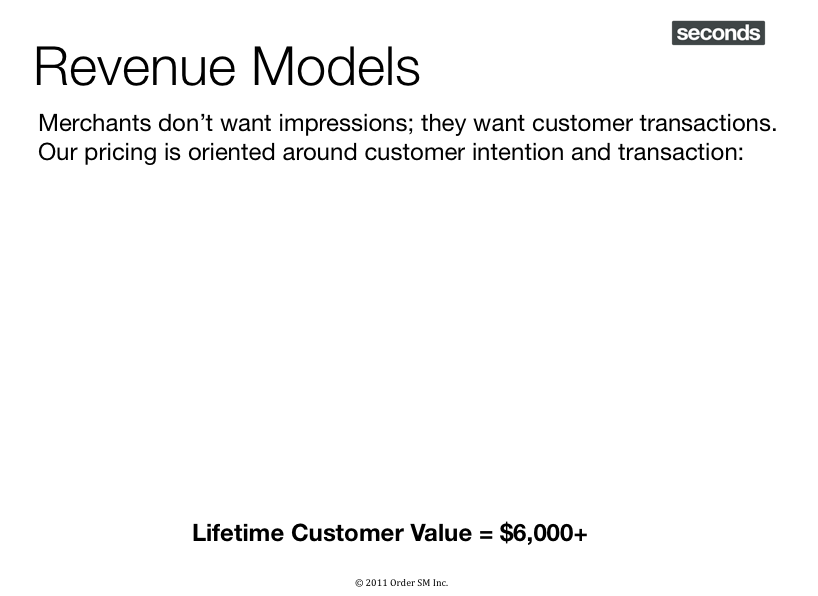 seconds
Revenue Models
Merchants don’t want impressions; they want customer transactions.
Our pricing is oriented around customer intention and transaction:
Lifetime Customer Value = $6,000+
© 2011 Order SM Inc.